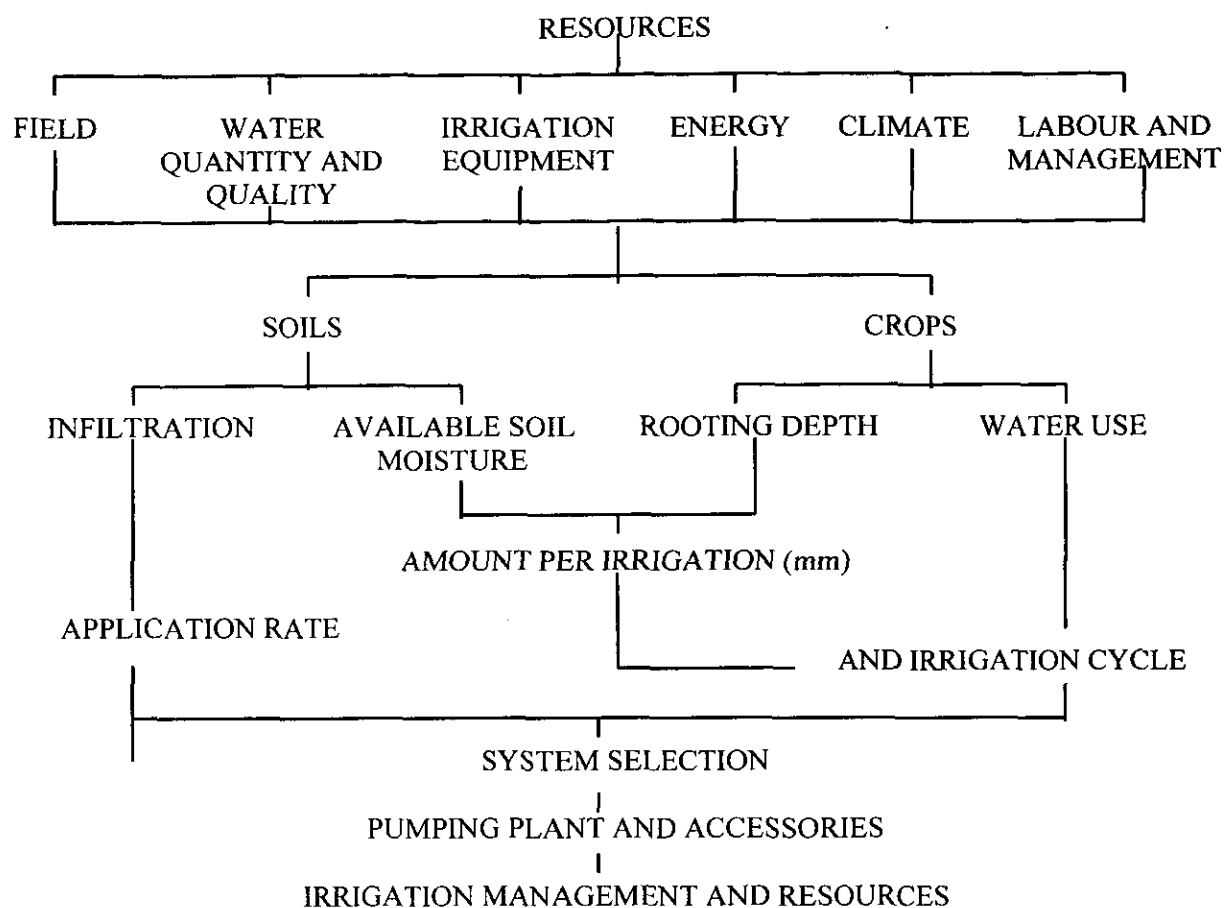 RESOURCES
FIELD
WATER
QUANTITY AND
QUALITY
IRRIGATION
EQUIPMENT
ENERGY
CLIMATE
LABOUR AND
MANAGEMENT
SOILS
CROPS
INFILTRATION
AVAILABLE SOIL
MOISTURE
ROOTING DEPTH
WATER USE
AMOUNT PER IRRIGATION (mm)
APPLICATION RATE
AND IRRIGATION CYCLE
SYSTEM SELECTION
PUMPING PLANT AND ACCESSORIES
IRRIGATION MANAGEMENT AND RESOURCES